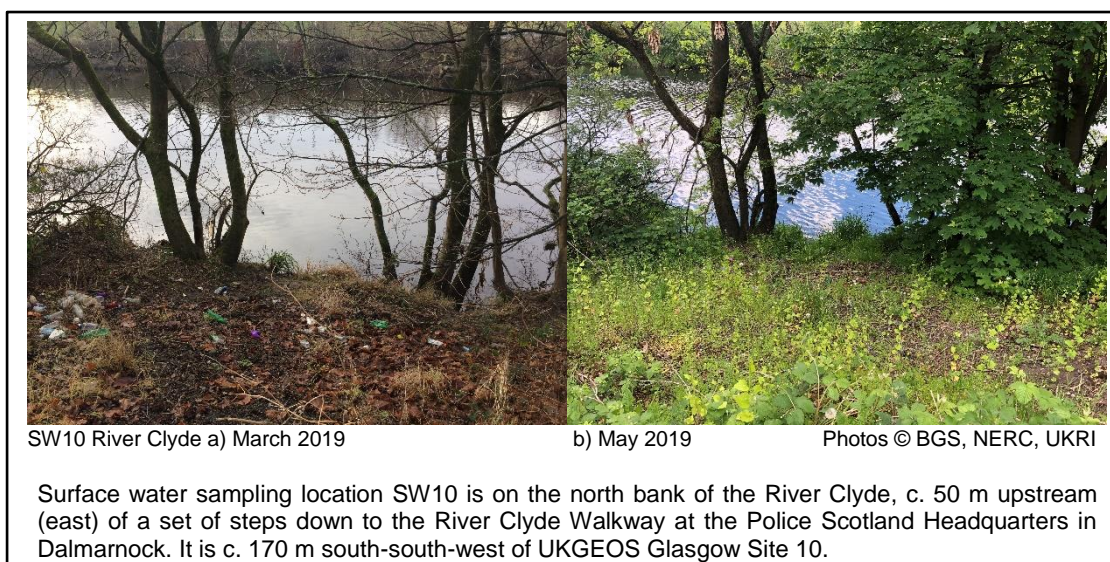 SW10 River Clyde a) March 2019 b) May 2019 Photos © BGS, NERC, UKRI
Surface water sampling location SW10 is on the north bank of the River Clyde, c. 50 m upstream
(east) of a set of steps down to the River Clyde Walkway at the Police Scotland Headquarters in
Dalmarnock. It is c. 170 m south-south-west of UKGEOS Glasgow Site 10.